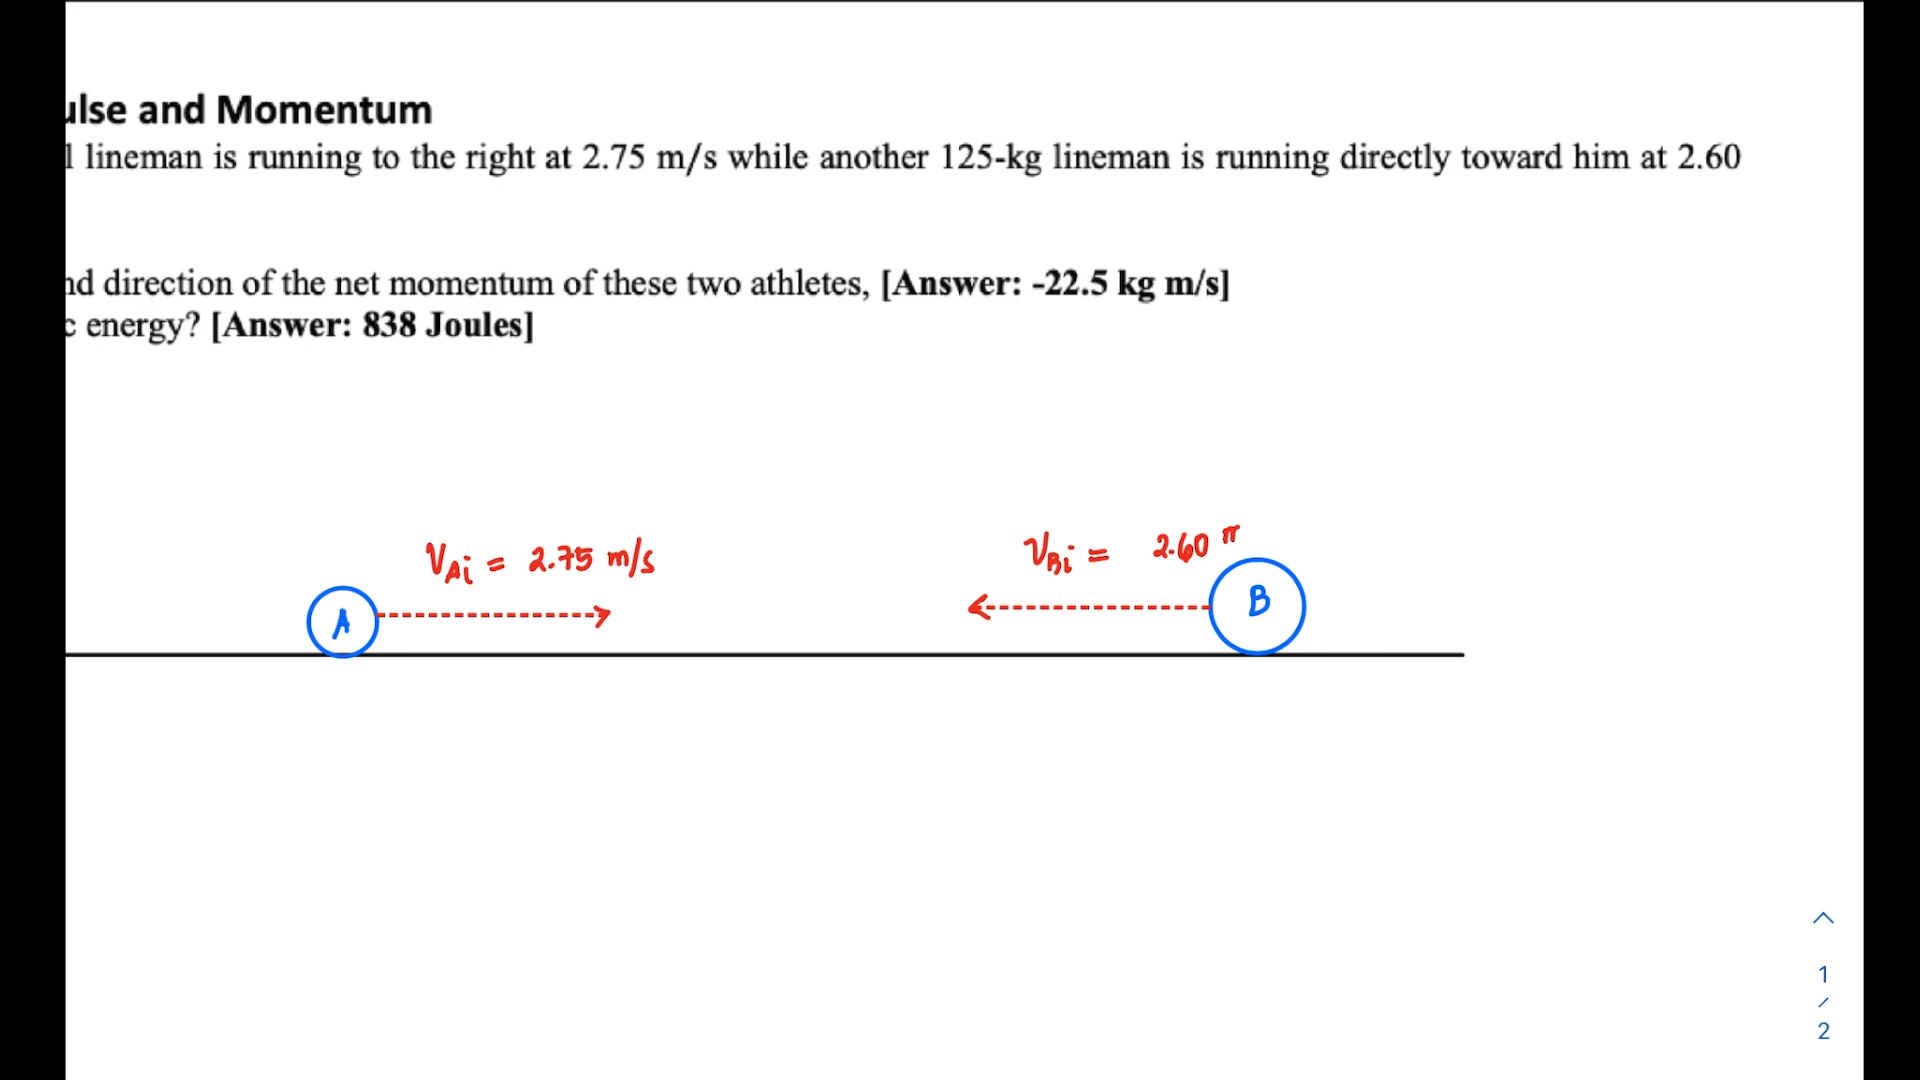 ulse and Momentum
l lineman is running to the right at 2.75 m/s while another 125-kg lineman is running directly toward him at 2.60
nd direction of the net momentum of these two athletes, [Answer: -22.5 kg m/s]
c energy? [Answer: 838 Joules]
VAi = 2.75 m/s
VBi = 2.60 m
A
B
1
/
2